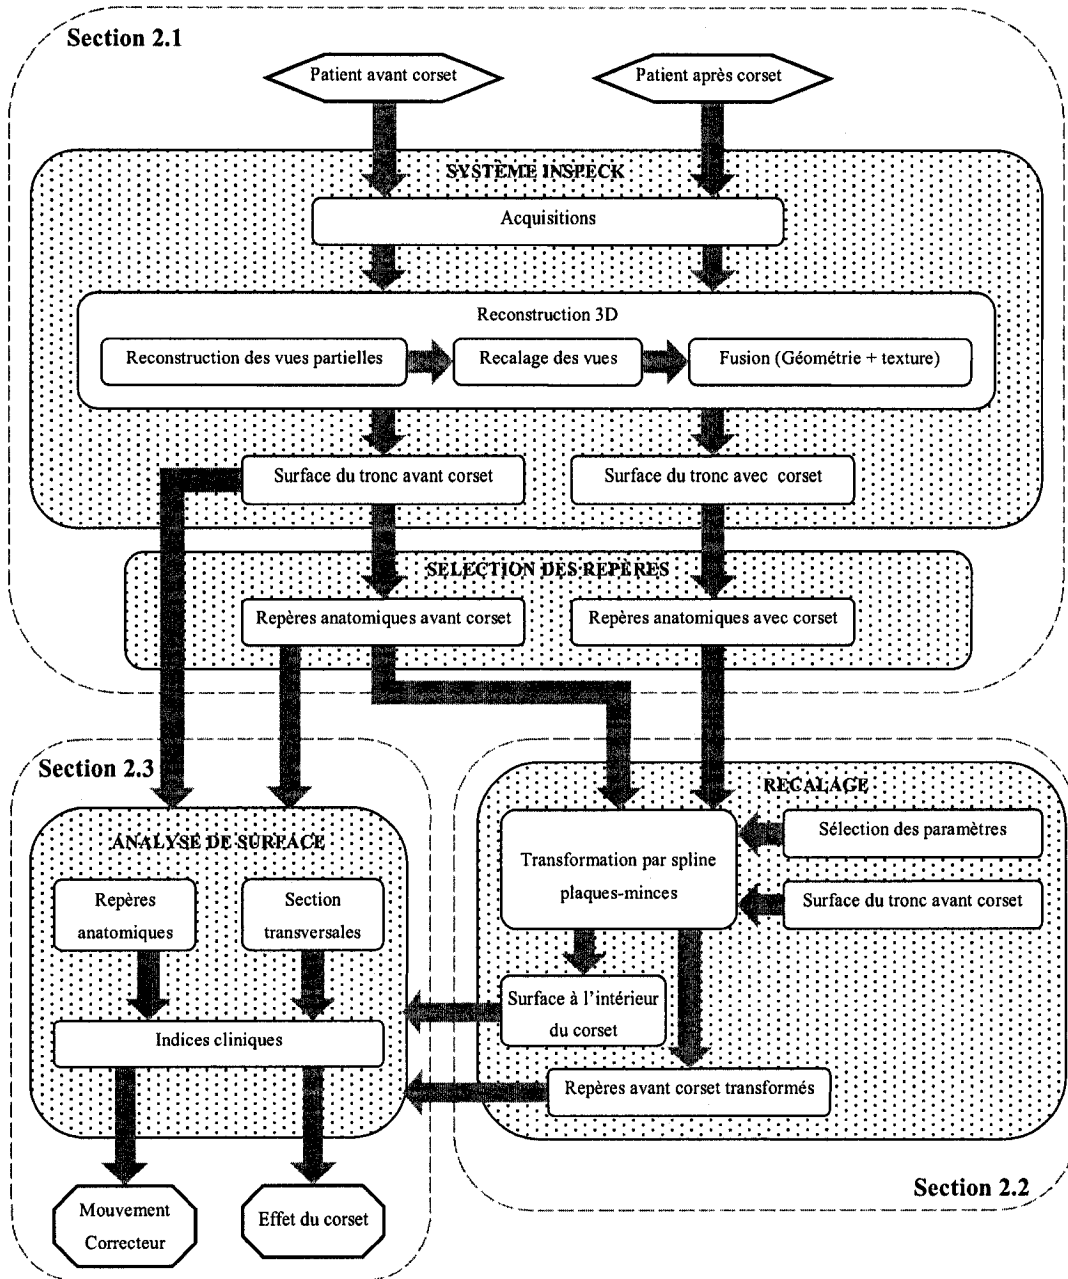 Section 2.1
Patient avant corset
Patient après corset
SYSTÈME INSPECK
Acquisitions
Reconstruction 3D
Reconstruction des vues partielles
Recalage des vues
Fusion (Géométrie + texture)
Surface du tronc avant corset
Surface du tronc avec corset
SÉLECTION DES REPÈRES
Repères anatomiques avant corset
Repères anatomiques avec corset
Section 2.3
ANALYSE DE SURFACE
Repères
anatomiques
Section
transversales
Indices cliniques
Mouvement
Correcteur
Effet du corset
RECALAGE
Transformation par spline
plaques-minces
Sélection des paramètres
Surface du tronc avant corset
Surface à l'intérieur
du corset
Repères avant corset transformés
Section 2.2